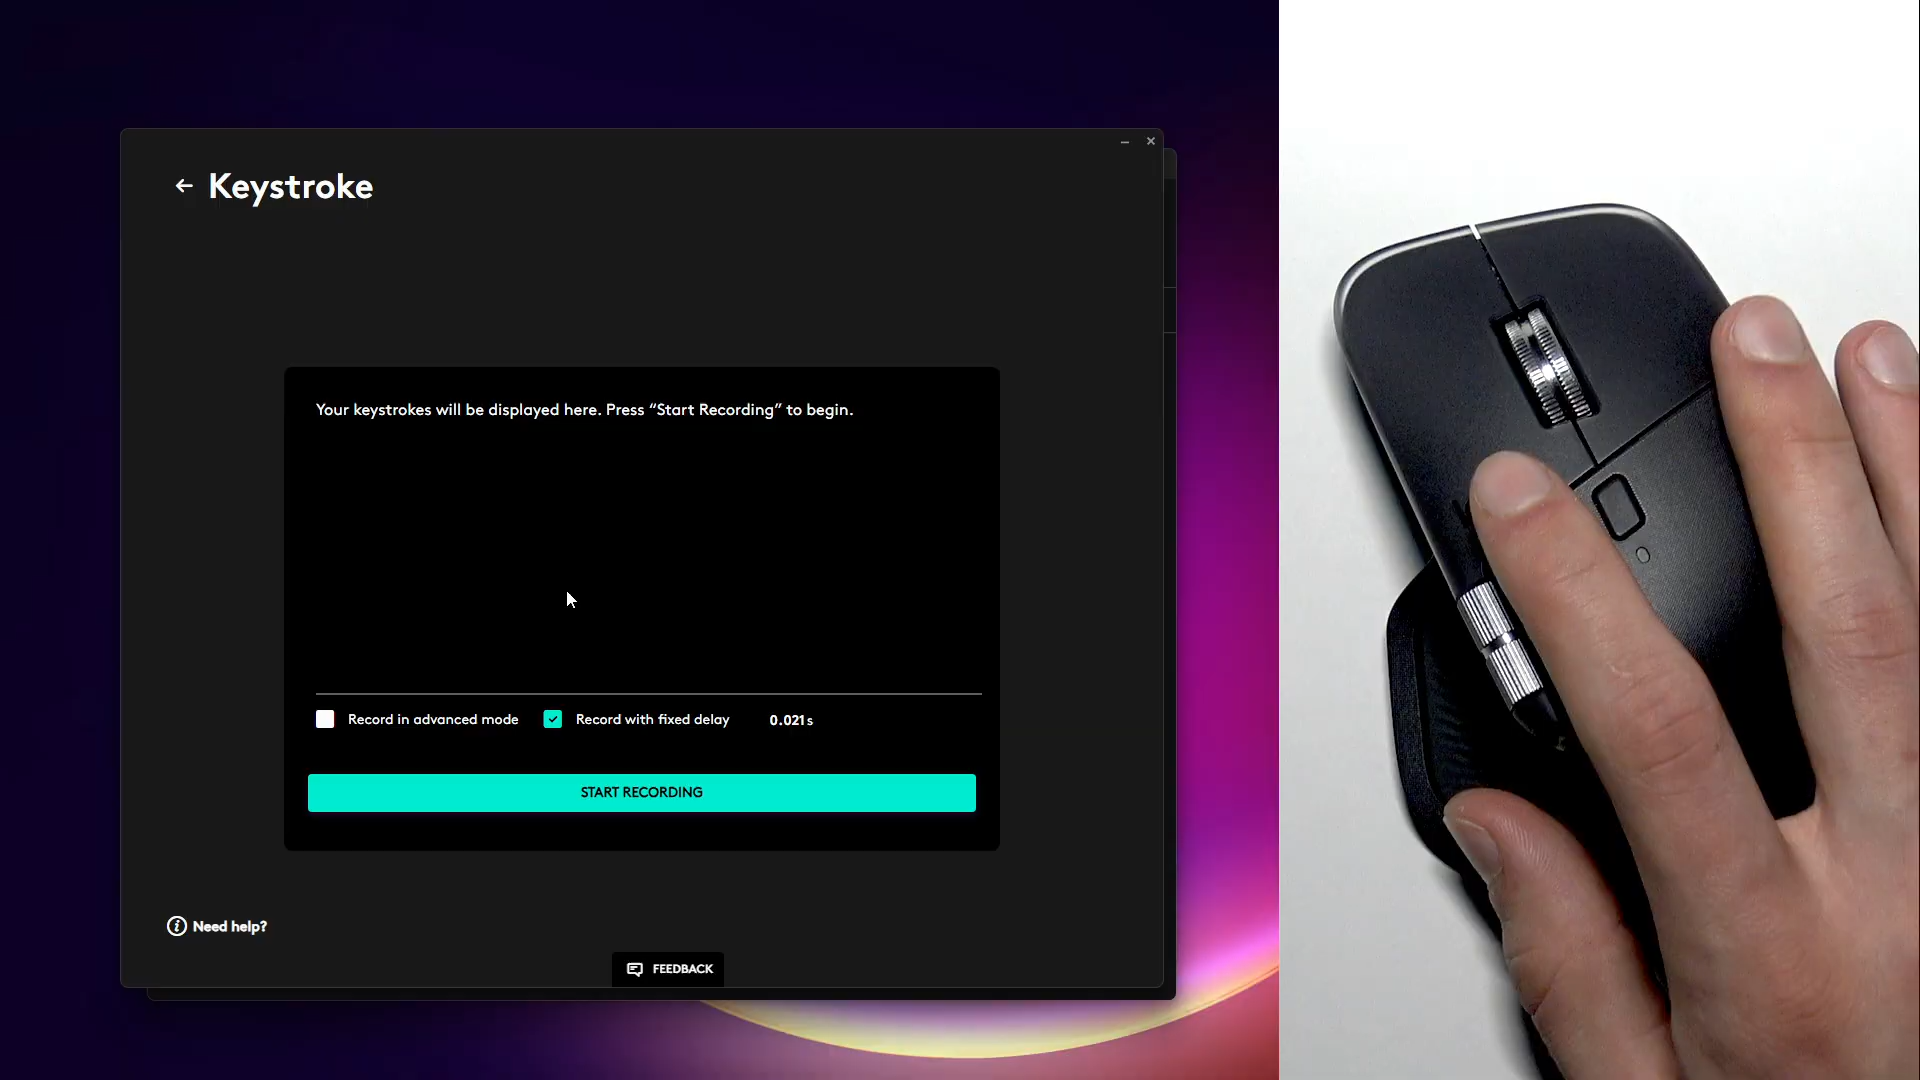 Keystroke
Your keystrokes will be displayed here. Press “Start Recording” to begin.
Record in advanced mode
Record with fixed delay
0.021s
START RECORDING
Need help?
FEEDBACK